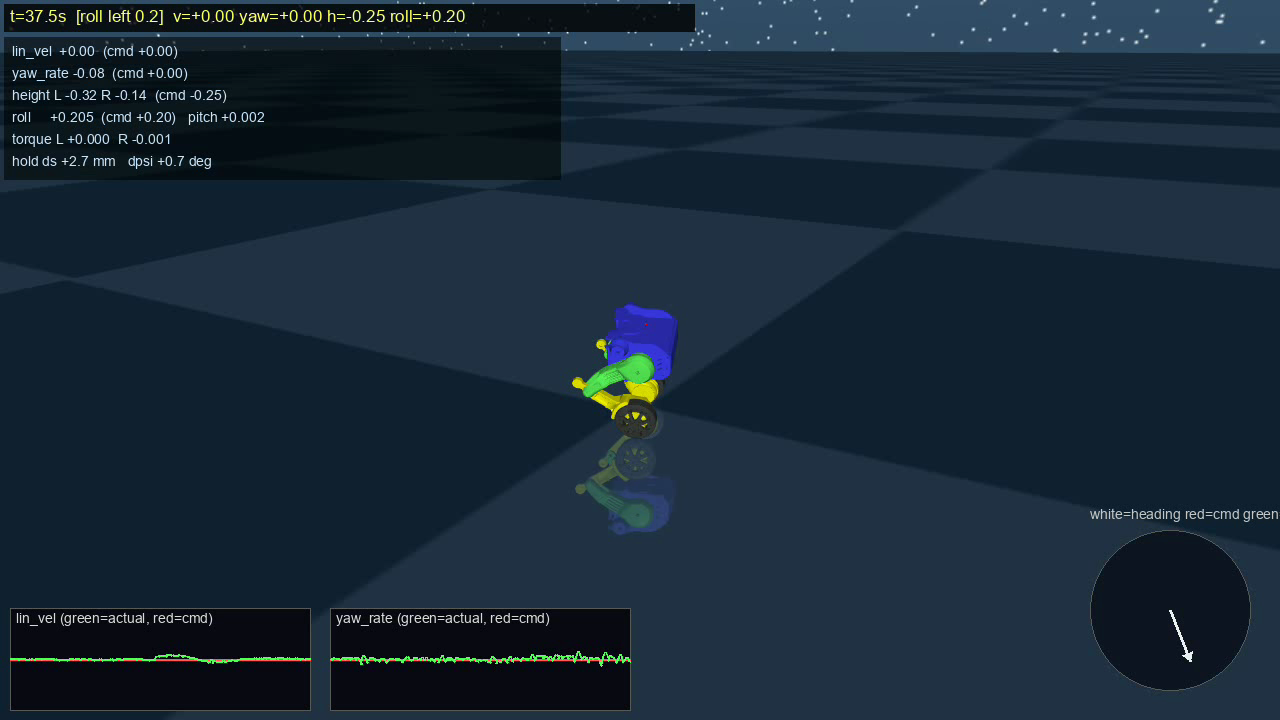 t=37.5s  [roll left 0.2]  v=+0.00 yaw=+0.00 h=-0.25 roll=+0.20
lin_vel  +0.00  (cmd +0.00)
yaw_rate -0.08  (cmd +0.00)
height L -0.32 R -0.14  (cmd -0.25)
roll     +0.205  (cmd +0.20)   pitch +0.002
torque L +0.000  R -0.001
hold ds +2.7 mm   dpsi +0.7 deg
white=heading red=cmd green
lin_vel (green=actual, red=cmd)
yaw_rate (green=actual, red=cmd)